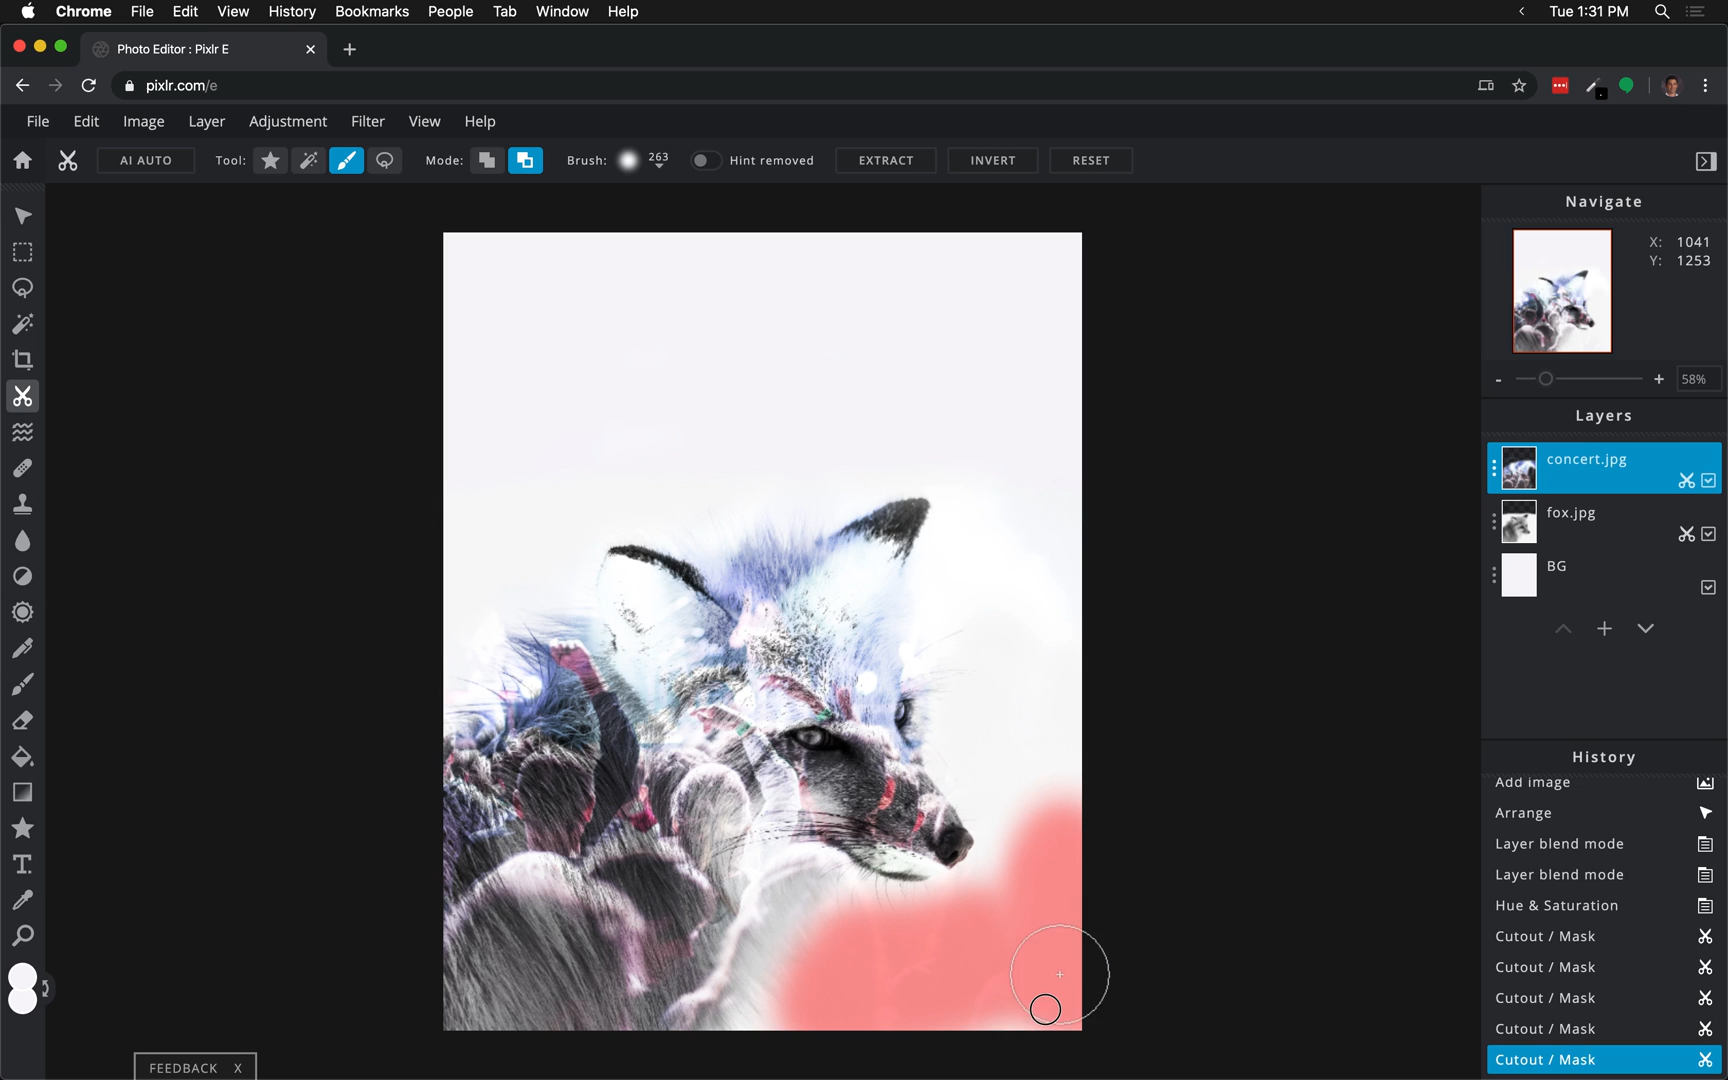 Chrome File Edit View History Bookmarks People Tab Window Help Tue 1:31 PM
Photo Editor : Pixlr E
pixlr.com/e
File Edit Image Layer Adjustment Filter View Help
AI AUTO Tool: Mode: Brush: 263 Hint removed EXTRACT INVERT RESET
Navigate
X: 1041
Y: 1253
- + 58%
Layers
concert.jpg
fox.jpg
BG
History
Add image
Arrange
Layer blend mode
Layer blend mode
Hue & Saturation
Cutout / Mask
Cutout / Mask
Cutout / Mask
Cutout / Mask
Cutout / Mask
FEEDBACK X